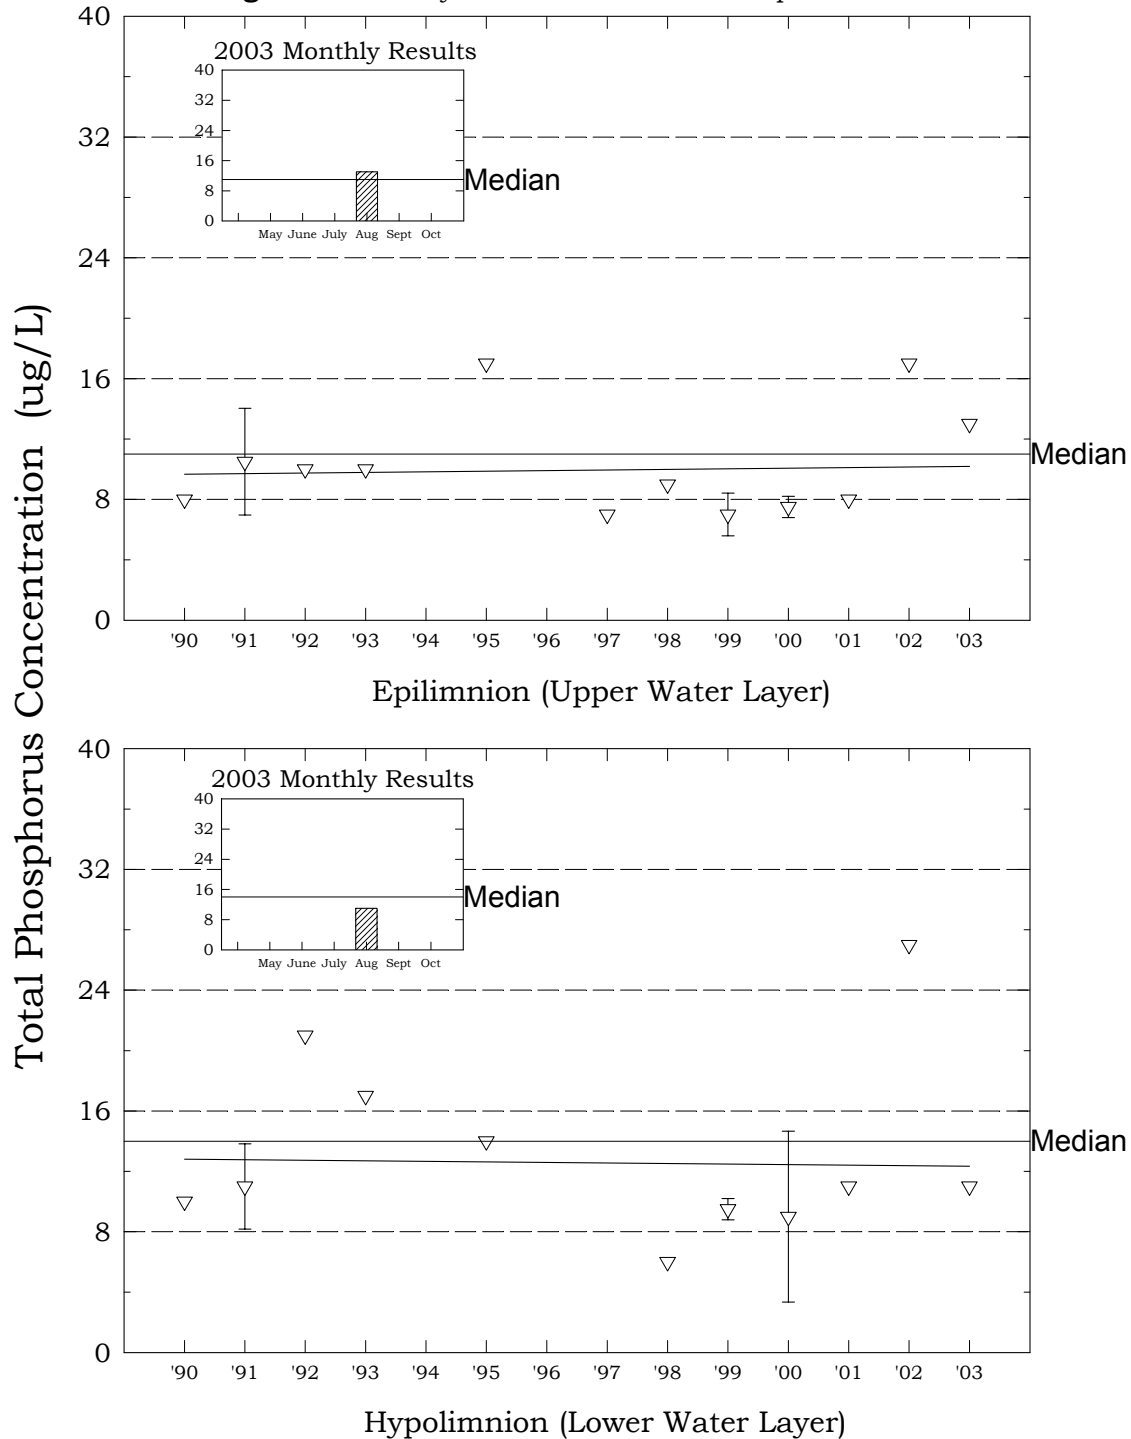 40
2003 Monthly Results
40
32
24
16
8
0
Median
May June July Aug Sept Oct
32
24
16
8
0
Median
'90 '91 '92 '93 '94 '95 '96 '97 '98 '99 '00 '01 '02 '03
Epilimnion (Upper Water Layer)
Total Phosphorus Concentration (ug/L)
40
2003 Monthly Results
40
32
24
16
8
0
Median
May June July Aug Sept Oct
32
24
16
8
0
Median
'90 '91 '92 '93 '94 '95 '96 '97 '98 '99 '00 '01 '02 '03
Hypolimnion (Lower Water Layer)